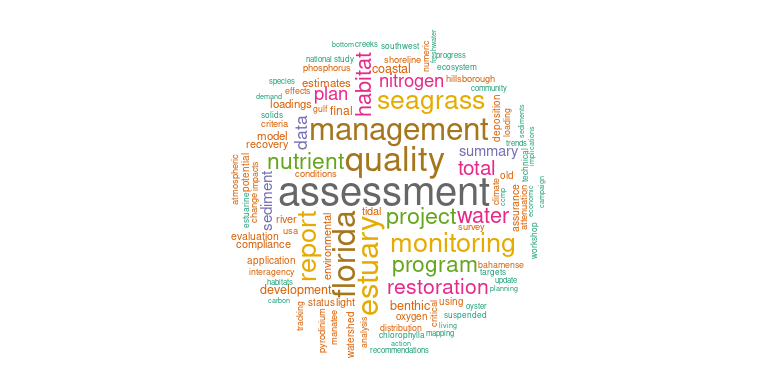 freshwater
bottom
creeks
southwest
numeric
progress
national study
habitat
shoreline
ecosystem
phosphorus
coastal
species
estimates
nitrogen
hillsborough
effects
plan
community
demand
loadings
gulf
final
seagrass
deposition
loading
solids
criteria
data
management
sediments
model
trends
implications
recovery
nutrient
quality
summary
technical
atmospheric
potential
conditions
total
estuarine
change
impacts
sediment
assessment
climate
old
ccmp
assurance
attenuation
economic
campaign
river
report
environmental
florida
tidal
estuary
project
water
survey
usa
evaluation
compliance
monitoring
workshop
application
interagency
program
bahamense
targets
habitats
restoration
update
planning
development
carbon
status
light
benthic
using
oyster
tracking
pyrodinium
manatee
watershed
analysis
oxygen
critical
suspended
distribution
living
chlorophylla
mapping
action
recommendations